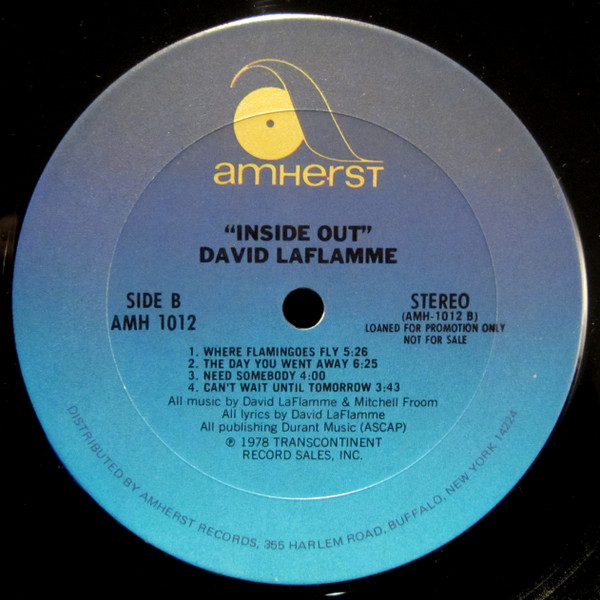 amHerST
"INSIDE OUT"
DAVID LAFLAMME
SIDE B
AMH 1012
STEREO
(AMH-1012 B)
LOANED FOR PROMOTION ONLY
NOT FOR SALE
1. WHERE FLAMINGOES FLY 5:26
2. THE DAY YOU WENT AWAY 6:25
3. NEED SOMEBODY 4:00
4. CAN'T WAIT UNTIL TOMORROW 3:43
All music by David LaFlamme & Mitchell Froom
All lyrics by David LaFlamme
All publishing Durant Music (ASCAP)
℗ 1978 TRANSCONTINENT
RECORD SALES, INC.
DISTRIBUTED BY AMHERST RECORDS, 355 HARLEM ROAD, BUFFALO, NEW YORK 14224